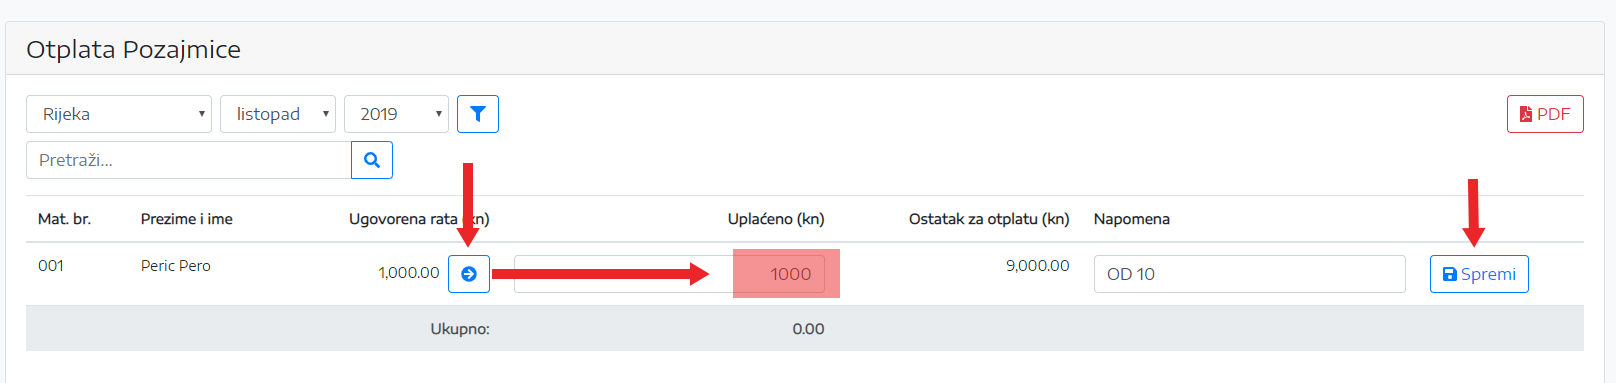 Otplata Pozajmice
Rijeka listopad 2019 PDF
Pretraži...
Mat. br. Prezime i ime Ugovorena rata (kn) Uplaćeno (kn) Ostatak za otplatu (kn) Napomena
001 Peric Pero 1,000.00 1000 9,000.00 OD 10 Spremi
Ukupno: 0.00